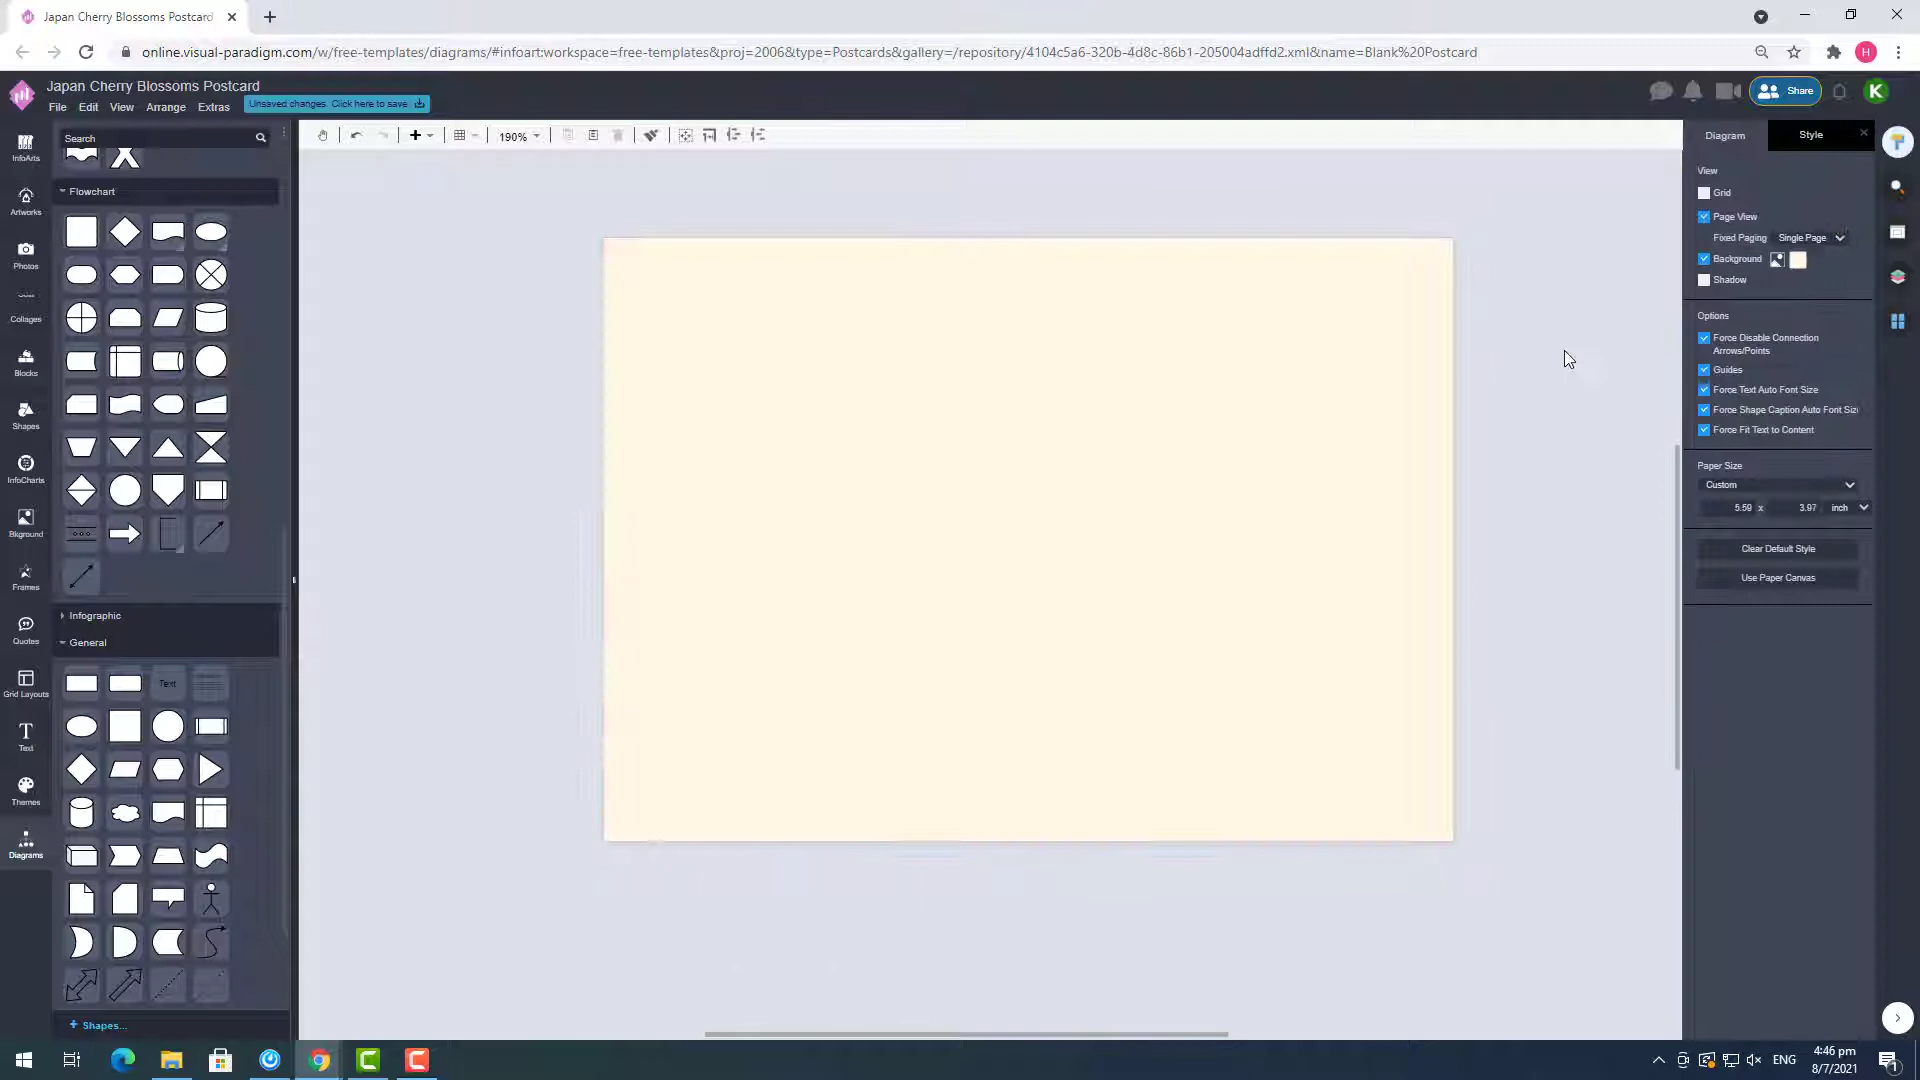 Japan Cherry Blossoms Postcard
online.visual-paradigm.com/w/free-templates/diagrams/#infoart:workspace=free-templates&proj=2006&type=Postcards&gallery=/repository/4104c5a6-320b-4d8c-86b1-205004adffd2.xml&name=Blank%20Postcard
H
Japan Cherry Blossoms Postcard
File Edit View Arrange Extras Unsaved changes. Click here to save
Share
K
InfoArts
Artworks
Photos
Collages
Blocks
Shapes
InfoCharts
Bkground
Frames
Quotes
Grid Layouts
Text
Themes
Diagrams
Search
Flowchart
Infographic
General
Text
+ Shapes...
190%
Diagram Style
View
Grid
Page View
Fixed Paging Single Page
Background
Shadow
Options
Force Disable Connection
Arrows/Points
Guides
Force Text Auto Font Size
Force Shape Caption Auto Font Siz
Force Fit Text to Content
Paper Size
Custom
5.59 x 3.97 inch
Clear Default Style
Use Paper Canvas
ENG
4:46 pm
8/7/2021
1